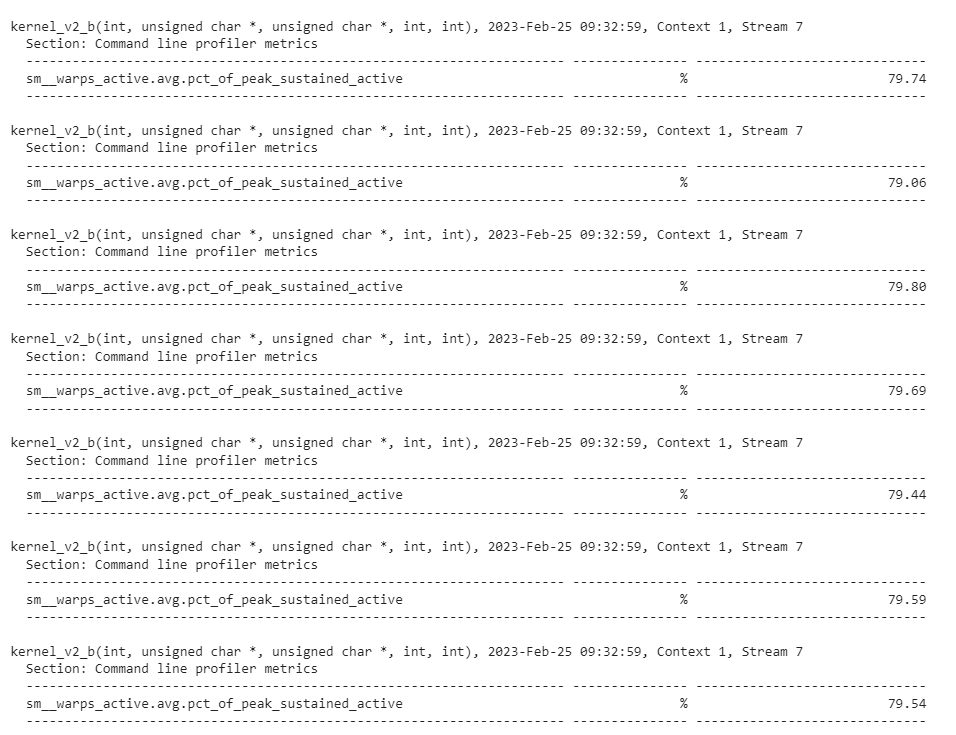 kernel_v2_b(int, unsigned char *, unsigned char *, int, int), 2023-Feb-25 09:32:59, Context 1, Stream 7
  Section: Command line profiler metrics
  ---------------------------------------------------------------------- --------------- ------------------------------
  sm__warps_active.avg.pct_of_peak_sustained_active                                    %                          79.74
  ---------------------------------------------------------------------- --------------- ------------------------------
kernel_v2_b(int, unsigned char *, unsigned char *, int, int), 2023-Feb-25 09:32:59, Context 1, Stream 7
  Section: Command line profiler metrics
  ---------------------------------------------------------------------- --------------- ------------------------------
  sm__warps_active.avg.pct_of_peak_sustained_active                                    %                          79.06
  ---------------------------------------------------------------------- --------------- ------------------------------
kernel_v2_b(int, unsigned char *, unsigned char *, int, int), 2023-Feb-25 09:32:59, Context 1, Stream 7
  Section: Command line profiler metrics
  ---------------------------------------------------------------------- --------------- ------------------------------
  sm__warps_active.avg.pct_of_peak_sustained_active                                    %                          79.80
  ---------------------------------------------------------------------- --------------- ------------------------------
kernel_v2_b(int, unsigned char *, unsigned char *, int, int), 2023-Feb-25 09:32:59, Context 1, Stream 7
  Section: Command line profiler metrics
  ---------------------------------------------------------------------- --------------- ------------------------------
  sm__warps_active.avg.pct_of_peak_sustained_active                                    %                          79.69
  ---------------------------------------------------------------------- --------------- ------------------------------
kernel_v2_b(int, unsigned char *, unsigned char *, int, int), 2023-Feb-25 09:32:59, Context 1, Stream 7
  Section: Command line profiler metrics
  ---------------------------------------------------------------------- --------------- ------------------------------
  sm__warps_active.avg.pct_of_peak_sustained_active                                    %                          79.44
  ---------------------------------------------------------------------- --------------- ------------------------------
kernel_v2_b(int, unsigned char *, unsigned char *, int, int), 2023-Feb-25 09:32:59, Context 1, Stream 7
  Section: Command line profiler metrics
  ---------------------------------------------------------------------- --------------- ------------------------------
  sm__warps_active.avg.pct_of_peak_sustained_active                                    %                          79.59
  ---------------------------------------------------------------------- --------------- ------------------------------
kernel_v2_b(int, unsigned char *, unsigned char *, int, int), 2023-Feb-25 09:32:59, Context 1, Stream 7
  Section: Command line profiler metrics
  ---------------------------------------------------------------------- --------------- ------------------------------
  sm__warps_active.avg.pct_of_peak_sustained_active                                    %                          79.54
  ---------------------------------------------------------------------- --------------- ------------------------------